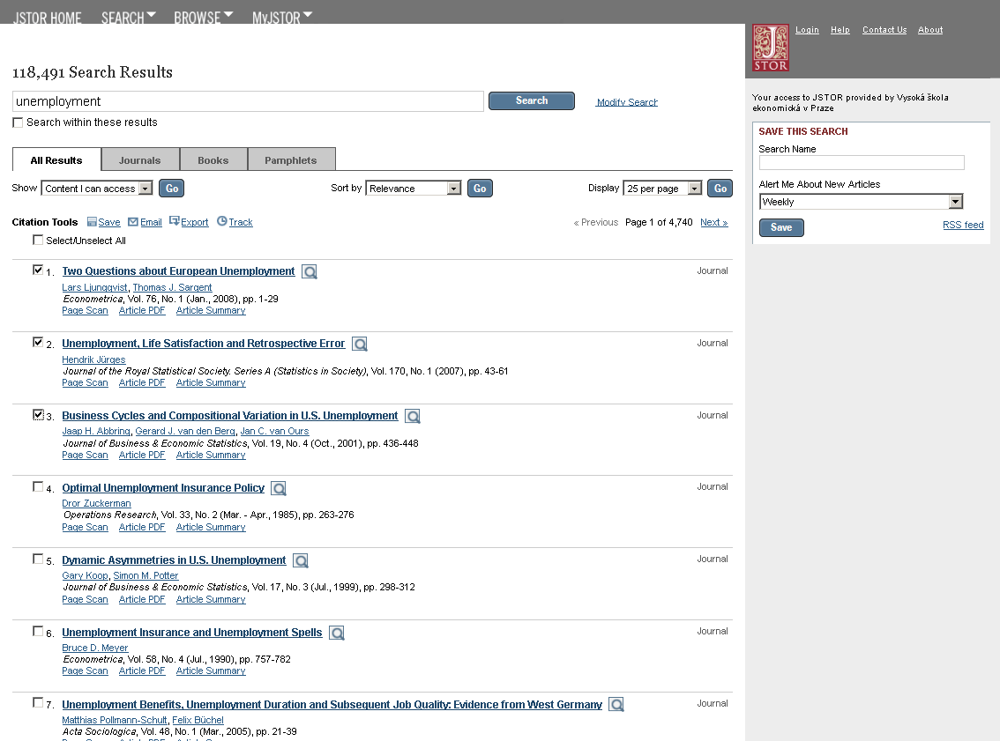 JSTOR HOME SEARCH BROWSE MyJSTOR
Login Help Contact Us About
J
STOR
118,491 Search Results
unemployment Search Modify Search
Search within these results
Your access to JSTOR provided by Vysoká škola
ekonomická v Praze
SAVE THIS SEARCH
Search Name
Alert Me About New Articles
Weekly
Save RSS feed
All Results Journals Books Pamphlets
Show Content I can access Go Sort by Relevance Go Display 25 per page Go
Citation Tools Save Email Export Track « Previous Page 1 of 4,740 Next »
Select/Unselect All
1. Two Questions about European Unemployment Journal
Lars Ljungqvist, Thomas J. Sargent
Econometrica, Vol. 76, No. 1 (Jan., 2008), pp. 1-29
Page Scan Article PDF Article Summary
2. Unemployment, Life Satisfaction and Retrospective Error Journal
Hendrik Jürges
Journal of the Royal Statistical Society. Series A (Statistics in Society), Vol. 170, No. 1 (2007), pp. 43-61
Page Scan Article PDF Article Summary
3. Business Cycles and Compositional Variation in U.S. Unemployment Journal
Jaap H. Abbring, Gerard J. van den Berg, Jan C. van Ours
Journal of Business & Economic Statistics, Vol. 19, No. 4 (Oct., 2001), pp. 436-448
Page Scan Article PDF Article Summary
4. Optimal Unemployment Insurance Policy Journal
Dror Zuckerman
Operations Research, Vol. 33, No. 2 (Mar. - Apr., 1985), pp. 263-276
Page Scan Article PDF Article Summary
5. Dynamic Asymmetries in U.S. Unemployment Journal
Gary Koop, Simon M. Potter
Journal of Business & Economic Statistics, Vol. 17, No. 3 (Jul., 1999), pp. 298-312
Page Scan Article PDF Article Summary
6. Unemployment Insurance and Unemployment Spells Journal
Bruce D. Meyer
Econometrica, Vol. 58, No. 4 (Jul., 1990), pp. 757-782
Page Scan Article PDF Article Summary
7. Unemployment Benefits, Unemployment Duration and Subsequent Job Quality: Evidence from West Germany Journal
Matthias Pollmann-Schult, Felix Büchel
Acta Sociologica, Vol. 48, No. 1 (Mar., 2005), pp. 21-39